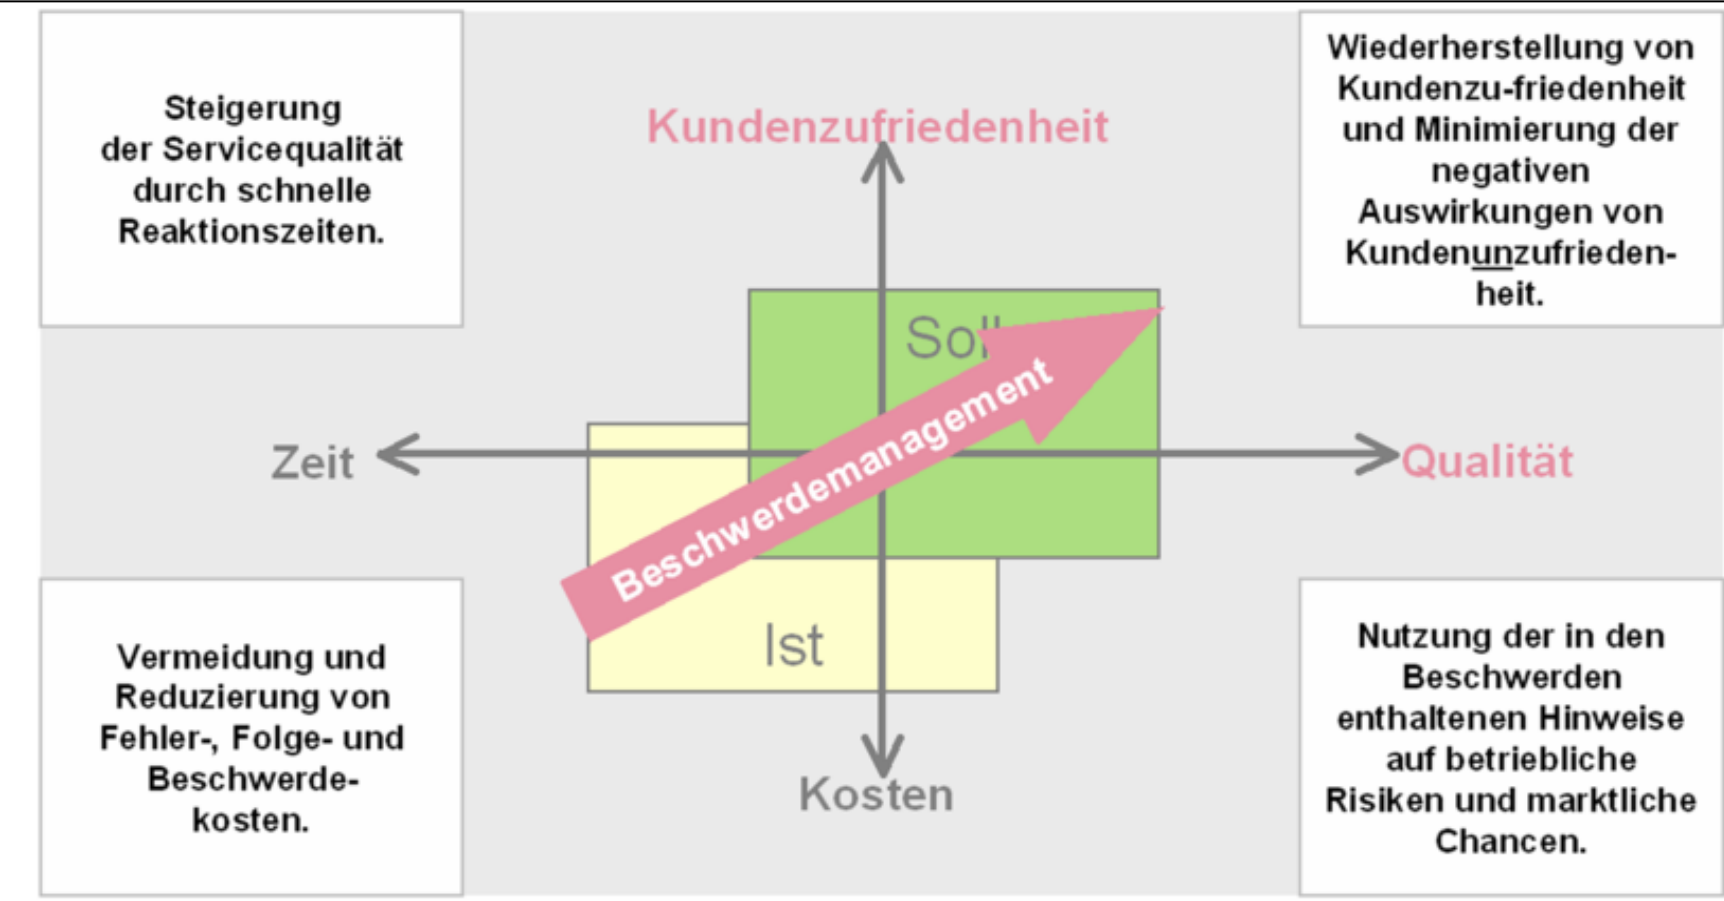 Steigerung
der Servicequalität
durch schnelle
Reaktionszeiten.
Wiederherstellung von
Kundenzu-friedenheit
und Minimierung der
negativen
Auswirkungen von
Kundenunzufrieden-
heit.
Kundenzufriedenheit
Soll
Beschwerdemanagement
Zeit
Qualität
Ist
Kosten
Vermeidung und
Reduzierung von
Fehler-, Folge- und
Beschwerde-
kosten.
Nutzung der in den
Beschwerden
enthaltenen Hinweise
auf betriebliche
Risiken und marktliche
Chancen.